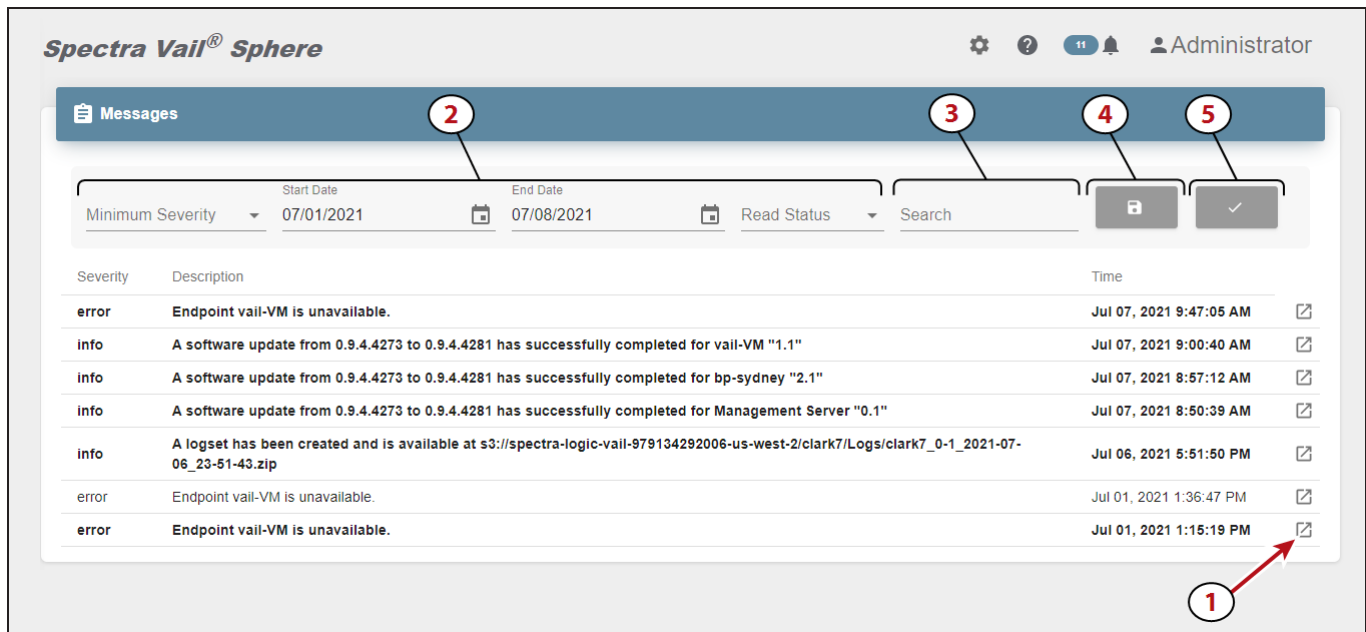 Spectra Vail® Sphere
11
Administrator
Messages
2
3
4
5
Start Date
End Date
Minimum Severity
07/01/2021
07/08/2021
Read Status
Search
Severity Description Time
error Endpoint vail-VM is unavailable. Jul 07, 2021 9:47:05 AM
info A software update from 0.9.4.4273 to 0.9.4.4281 has successfully completed for vail-VM "1.1" Jul 07, 2021 9:00:40 AM
info A software update from 0.9.4.4273 to 0.9.4.4281 has successfully completed for bp-sydney "2.1" Jul 07, 2021 8:57:12 AM
info A software update from 0.9.4.4273 to 0.9.4.4281 has successfully completed for Management Server "0.1" Jul 07, 2021 8:50:39 AM
info A logset has been created and is available at s3://spectra-logic-vail-979134292006-us-west-2/clark7/Logs/clark7_0-1_2021-07-
06_23-51-43.zip Jul 06, 2021 5:51:50 PM
error Endpoint vail-VM is unavailable. Jul 01, 2021 1:36:47 PM
error Endpoint vail-VM is unavailable. Jul 01, 2021 1:15:19 PM
1